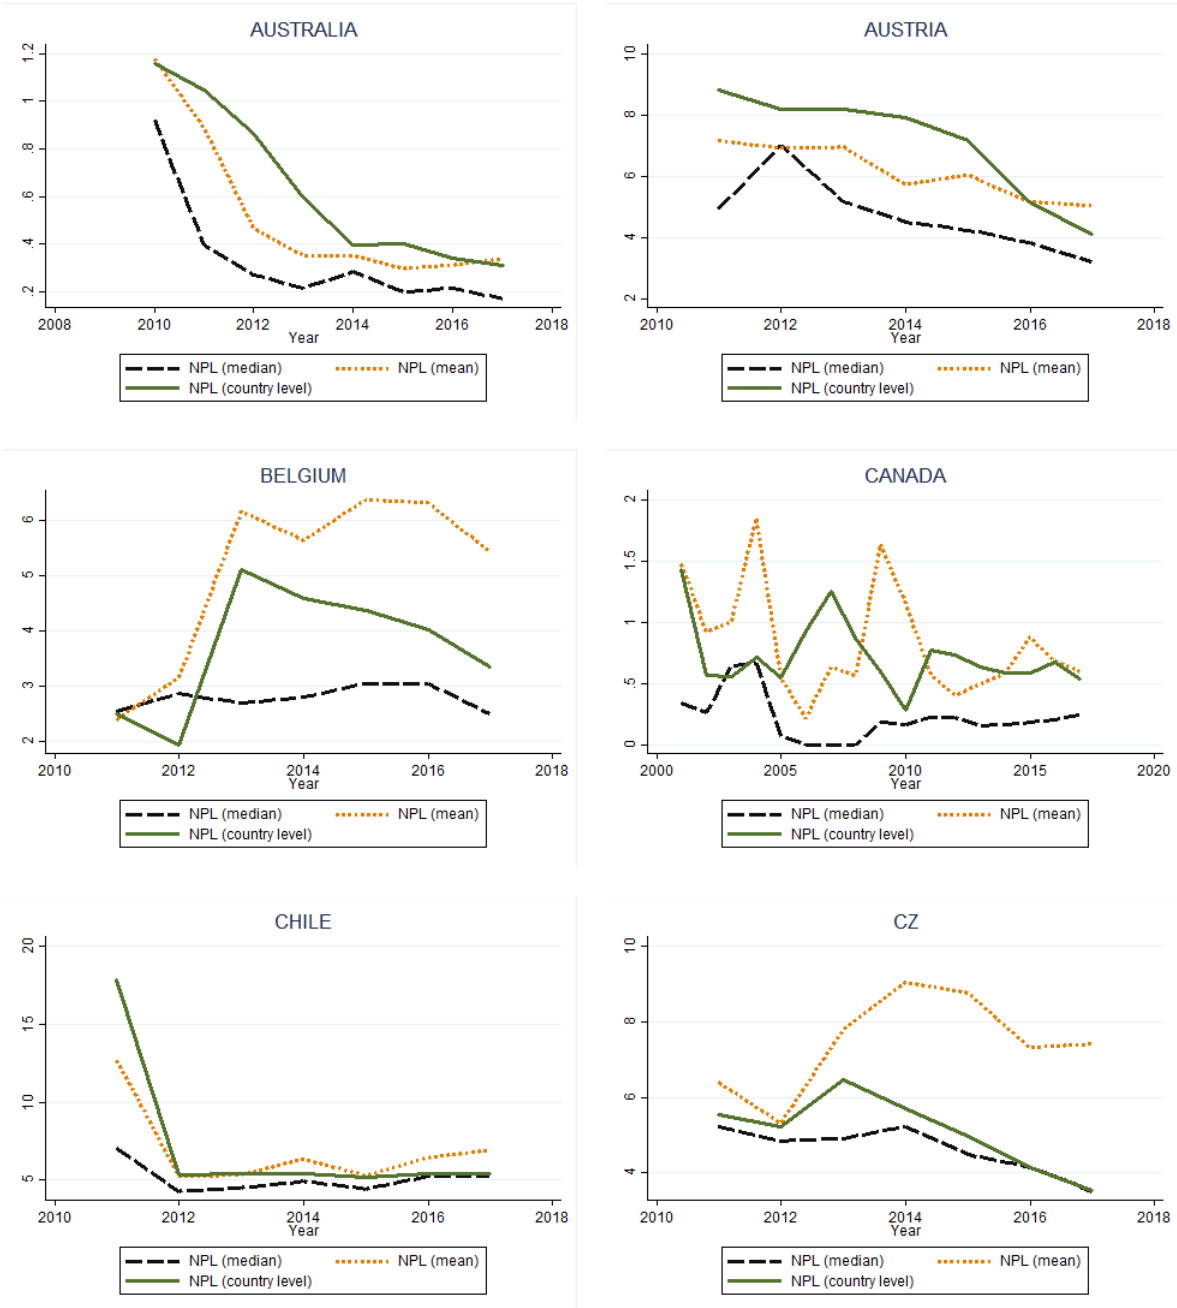 AUSTRALIA
1.2
1
.8
.6
.4
.2
2008 2010 2012 2014 2016 2018
Year
NPL (median) NPL (mean)
NPL (country level)
AUSTRIA
10
8
6
4
2
2010 2012 2014 2016 2018
Year
NPL (median) NPL (mean)
NPL (country level)
BELGIUM
6
5
4
3
2
2010 2012 2014 2016 2018
Year
NPL (median) NPL (mean)
NPL (country level)
CANADA
2
1.5
1
.5
0
2000 2005 2010 2015 2020
Year
NPL (median) NPL (mean)
NPL (country level)
CHILE
20
15
10
5
2010 2012 2014 2016 2018
Year
NPL (median) NPL (mean)
NPL (country level)
CZ
10
8
6
4
2010 2012 2014 2016 2018
Year
NPL (median) NPL (mean)
NPL (country level)